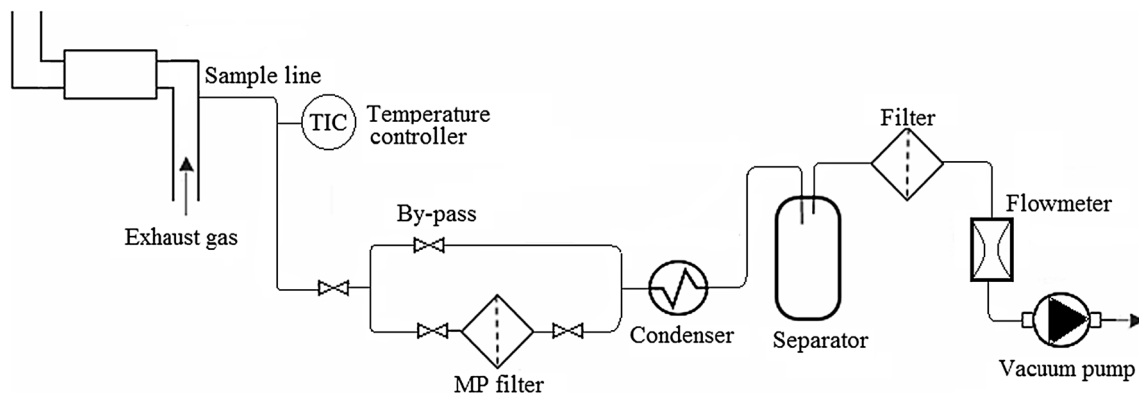 Sample line
TIC
Temperature
controller
Exhaust gas
By-pass
MP filter
Condenser
Separator
Filter
Flowmeter
Vacuum pump